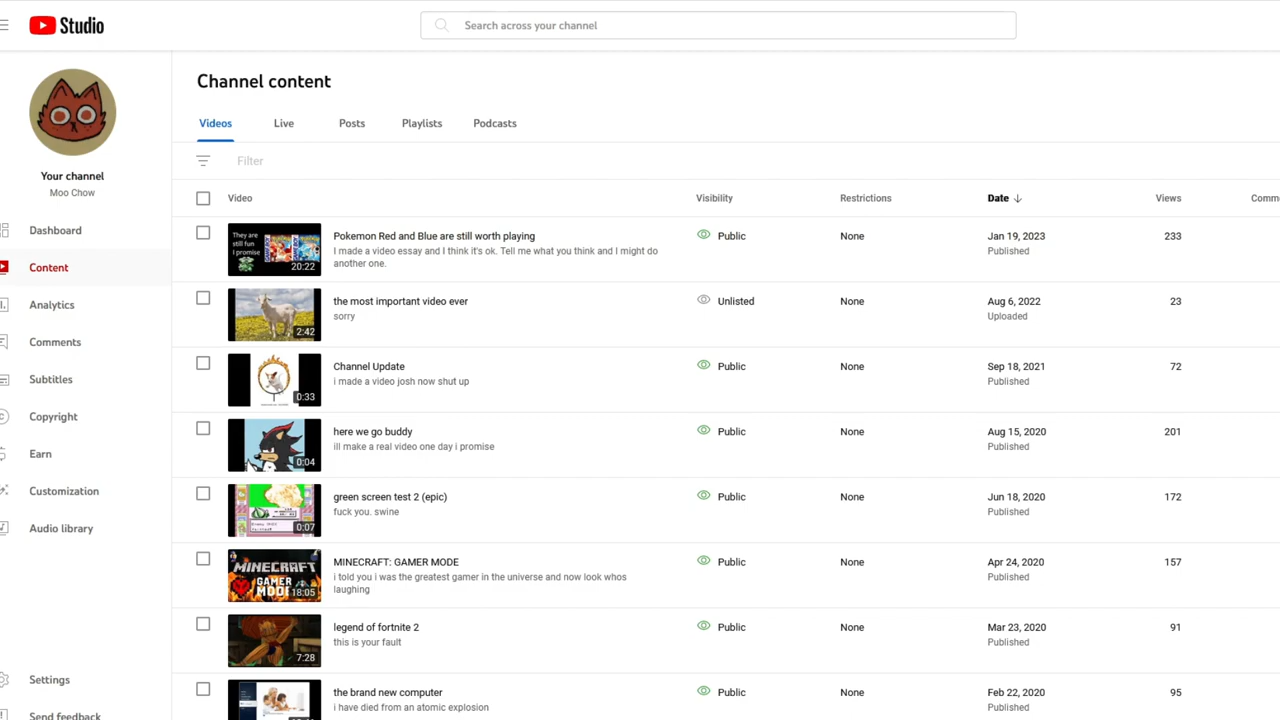 Studio
Search across your channel
Your channel
Moo Chow
Dashboard
Content
Analytics
Comments
Subtitles
Copyright
Earn
Customization
Audio library
Settings
Send feedback
Channel content
Videos Live Posts Playlists Podcasts
Filter
Video Visibility Restrictions Date Views
They are
still fun
I promise
20:22
Pokemon Red and Blue are still worth playing
I made a video essay and I think it's ok. Tell me what you think and I might do
another one.
Public None Jan 19, 2023 233
Published
2:42
the most important video ever
sorry
Unlisted None Aug 6, 2022 23
Uploaded
0:33
Channel Update
i made a video josh now shut up
Public None Sep 18, 2021 72
Published
0:04
here we go buddy
ill make a real video one day i promise
Public None Aug 15, 2020 201
Published
0:07
green screen test 2 (epic)
fuck you. swine
Public None Jun 18, 2020 172
Published
MINECRAFT
GAMER
18:05
MINECRAFT: GAMER MODE
i told you i was the greatest gamer in the universe and now look whos
laughing
Public None Apr 24, 2020 157
Published
7:28
legend of fortnite 2
this is your fault
Public None Mar 23, 2020 91
Published
the brand new computer
i have died from an atomic explosion
Public None Feb 22, 2020 95
Published